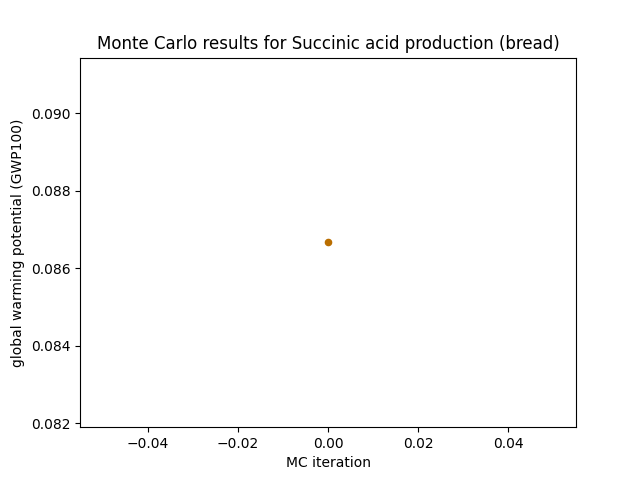 Monte Carlo results for Succinic acid production (bread)
global warming potential (GWP100)
0.090
0.088
0.086
0.084
0.082
−0.04 −0.02 0.00 0.02 0.04
MC iteration